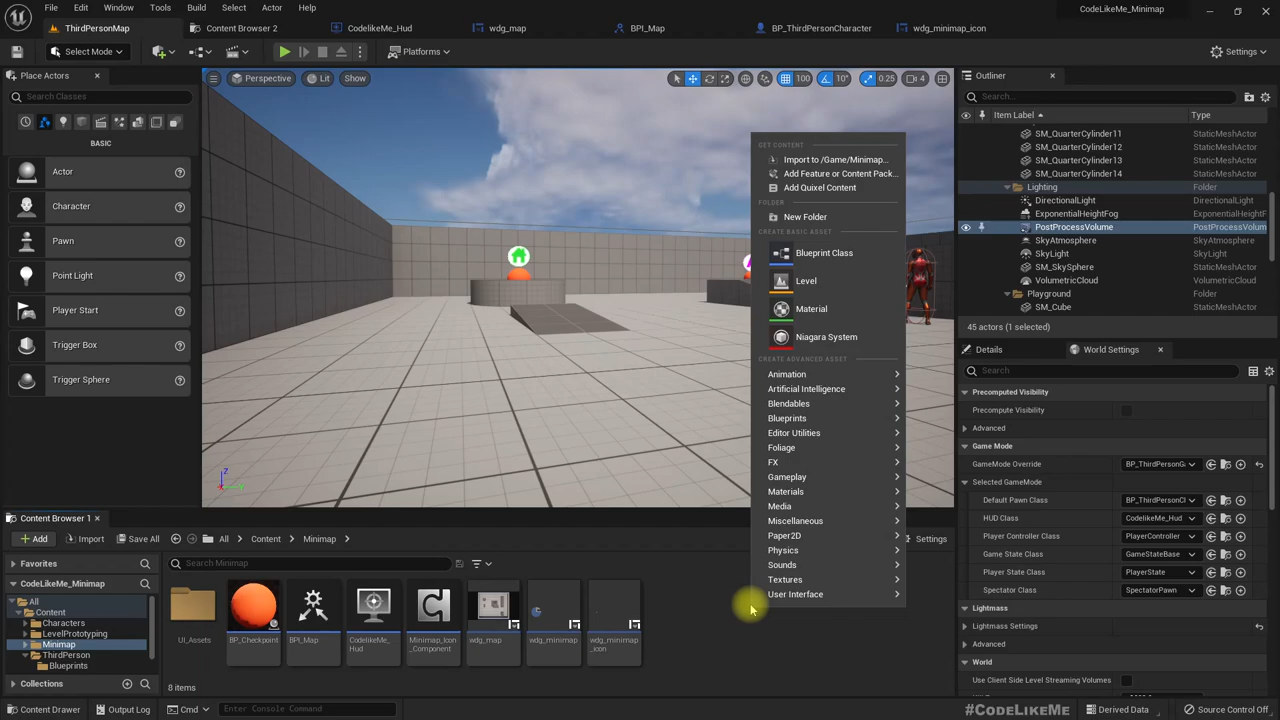 File Edit Window Tools Build Select Actor Help
CodeLikeMe_Minimap
ThirdPersonMap
Content Browser 2
CodelikeMe_Hud
wdg_map
BPI_Map
BP_ThirdPersonCharacter
wdg_minimap_icon
Select Mode
Platforms
Settings
Place Actors
Search Classes
BASIC
Actor
Character
Pawn
Point Light
Player Start
Trigger Box
Trigger Sphere
Perspective
Lit
Show
100
10°
0.25
4
GET CONTENT
Import to /Game/Minimap...
Add Feature or Content Pack...
Add Quixel Content
FOLDER
New Folder
CREATE BASIC ASSET
Blueprint Class
Level
Material
Niagara System
CREATE ADVANCED ASSET
Animation
Artificial Intelligence
Blendables
Blueprints
Editor Utilities
Foliage
FX
Gameplay
Materials
Media
Miscellaneous
Paper2D
Physics
Sounds
Textures
User Interface
Outliner
Search...
Item Label
Type
SM_QuarterCylinder11 StaticMeshActor
SM_QuarterCylinder12 StaticMeshActor
SM_QuarterCylinder13 StaticMeshActor
SM_QuarterCylinder14 StaticMeshActor
Lighting Folder
DirectionalLight DirectionalLight
ExponentialHeightFog ExponentialHeightF
PostProcessVolume PostProcessVolum
SkyAtmosphere SkyAtmosphere
SkyLight SkyLight
SM_SkySphere StaticMeshActor
VolumetricCloud VolumetricCloud
Playground Folder
SM_Cube StaticMeshActor
45 actors (1 selected)
Details
World Settings
Search
Precomputed Visibility
Precompute Visibility
Advanced
Game Mode
GameMode Override BP_ThirdPersonGa
Selected GameMode
Default Pawn Class BP_ThirdPersonCl
HUD Class CodelikeMe_Hud
Player Controller Class PlayerController
Game State Class GameStateBase
Player State Class PlayerState
Spectator Class SpectatorPawn
Lightmass
Lightmass Settings
Advanced
World
Use Client Side Level Streaming Volumes
Content Browser 1
Add
Import
Save All
All
Content
Minimap
Settings
Favorites
CodeLikeMe_Minimap
All
Content
Characters
LevelPrototyping
Minimap
ThirdPerson
Blueprints
Collections
Search Minimap
UI_Assets
BP_Checkpoint
BPI_Map
CodelikeMe_
Hud
Minimap_Icon
_Component
wdg_map
wdg_minimap
wdg_minimap
_icon
8 items
Content Drawer
Output Log
Cmd
Enter Console Command
#CODELIKEME
Derived Data
Source Control Off